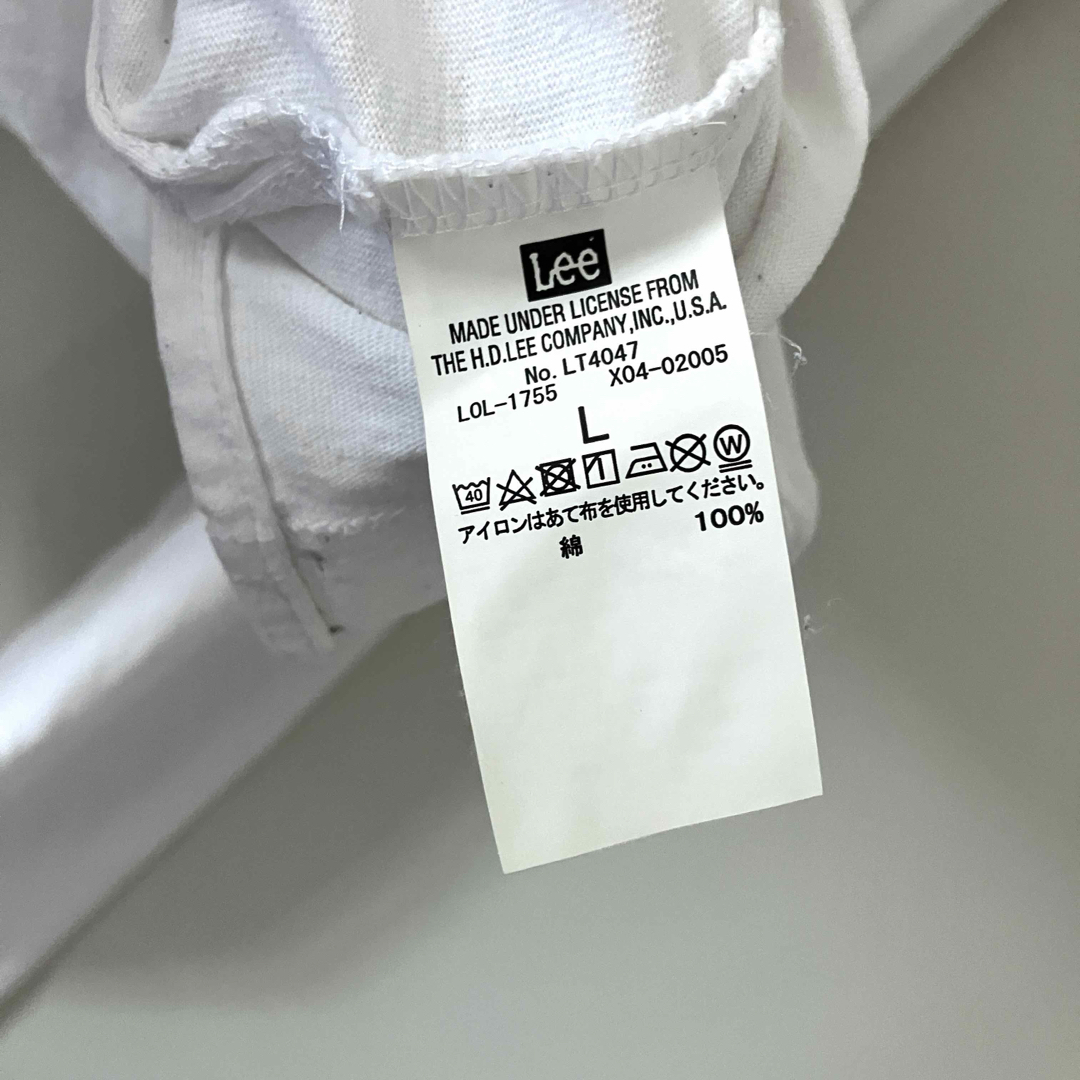 Lee
MADE UNDER LICENSE FROM
THE H.D.LEE COMPANY,INC.,U.S.A.
No. LT4047
LOL-1755 X04-02005
L
40 W
アイロンはあて布を使用してください。
綿 100%